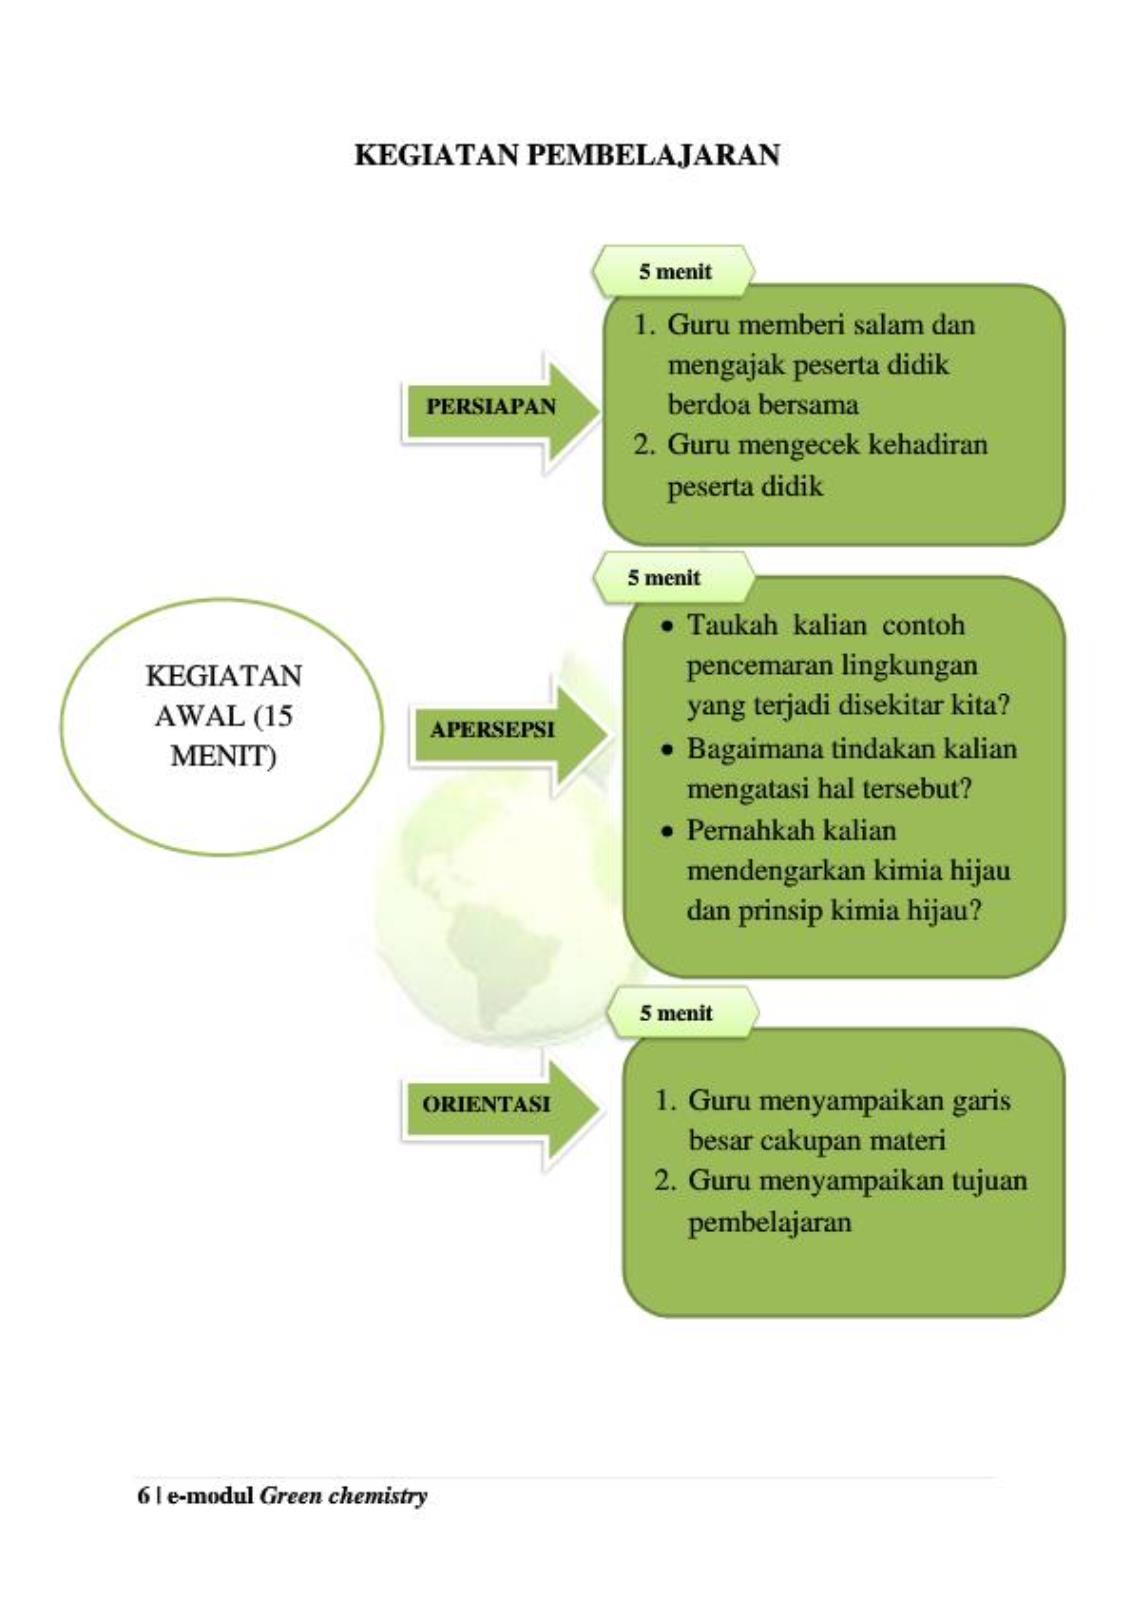 KEGIATAN PEMBELAJARAN
5 menit
1. Guru memberi salam dan
mengajak peserta didik
berdoa bersama
2. Guru mengecek kehadiran
peserta didik
PERSIAPAN
5 menit
• Taukah kalian contoh
pencemaran lingkungan
yang terjadi disekitar kita?
• Bagaimana tindakan kalian
mengatasi hal tersebut?
• Pernahkah kalian
mendengarkan kimia hijau
dan prinsip kimia hijau?
KEGIATAN
AWAL (15
MENIT)
APERSEPSI
5 menit
ORIENTASI
1. Guru menyampaikan garis
besar cakupan materi
2. Guru menyampaikan tujuan
pembelajaran
6 | e-modul Green chemistry